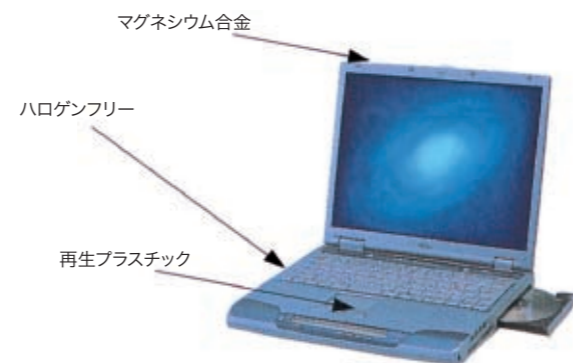 マグネシウム合金
ハロゲンフリー
再生プラスチック